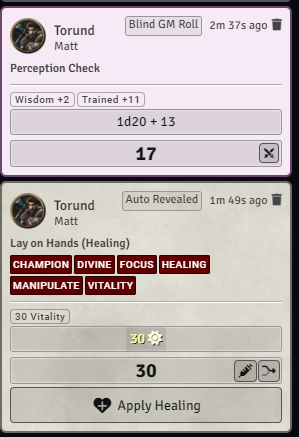 Torund
Blind GM Roll
2m 37s ago
Matt
Perception Check
Wisdom +2 Trained +11
1d20 + 13
17
Torund
Auto Revealed
1m 49s ago
Matt
Lay on Hands (Healing)
CHAMPION DIVINE FOCUS HEALING
MANIPULATE VITALITY
30 Vitality
30
30
Apply Healing